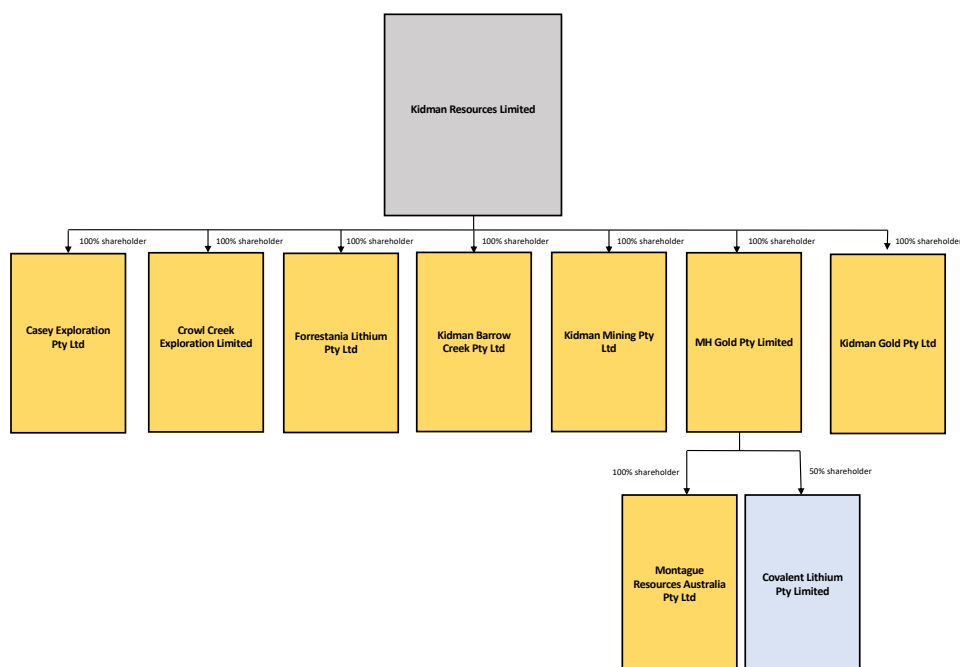 Kidman Resources Limited
100% shareholder
100% shareholder
100% shareholder
100% shareholder
100% shareholder
100% shareholder
100% shareholder
Casey Exploration
Pty Ltd
Crowl Creek
Exploration Limited
Forrestania Lithium
Pty Ltd
Kidman Barrow
Creek Pty Ltd
Kidman Mining Pty
Ltd
MH Gold Pty Limited
Kidman Gold Pty Ltd
100% shareholder
50% shareholder
Montague
Resources Australia
Pty Ltd
Covalent Lithium
Pty Limited